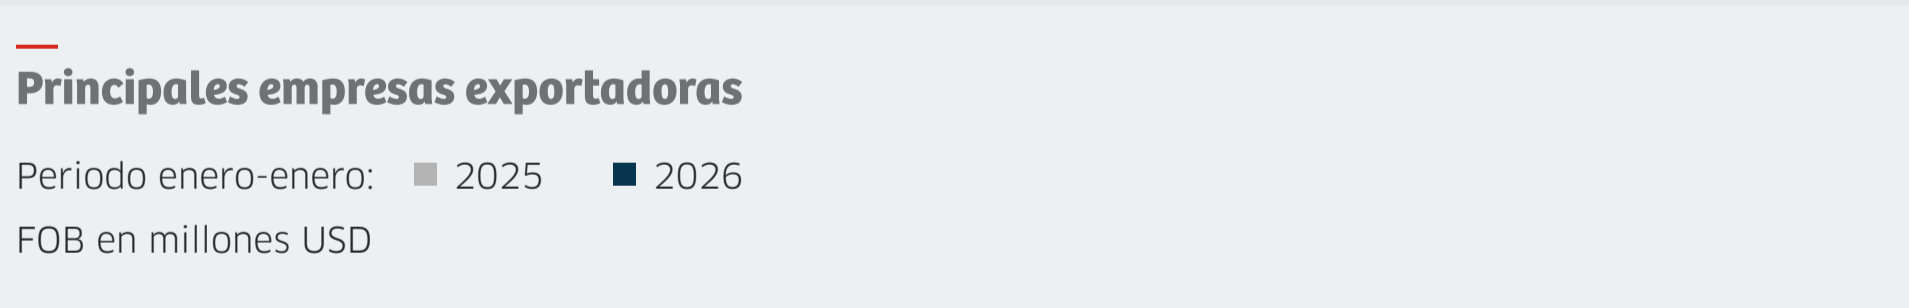 Principales empresas exportadoras
Periodo enero-enero: 2025 2026
FOB en millones USD